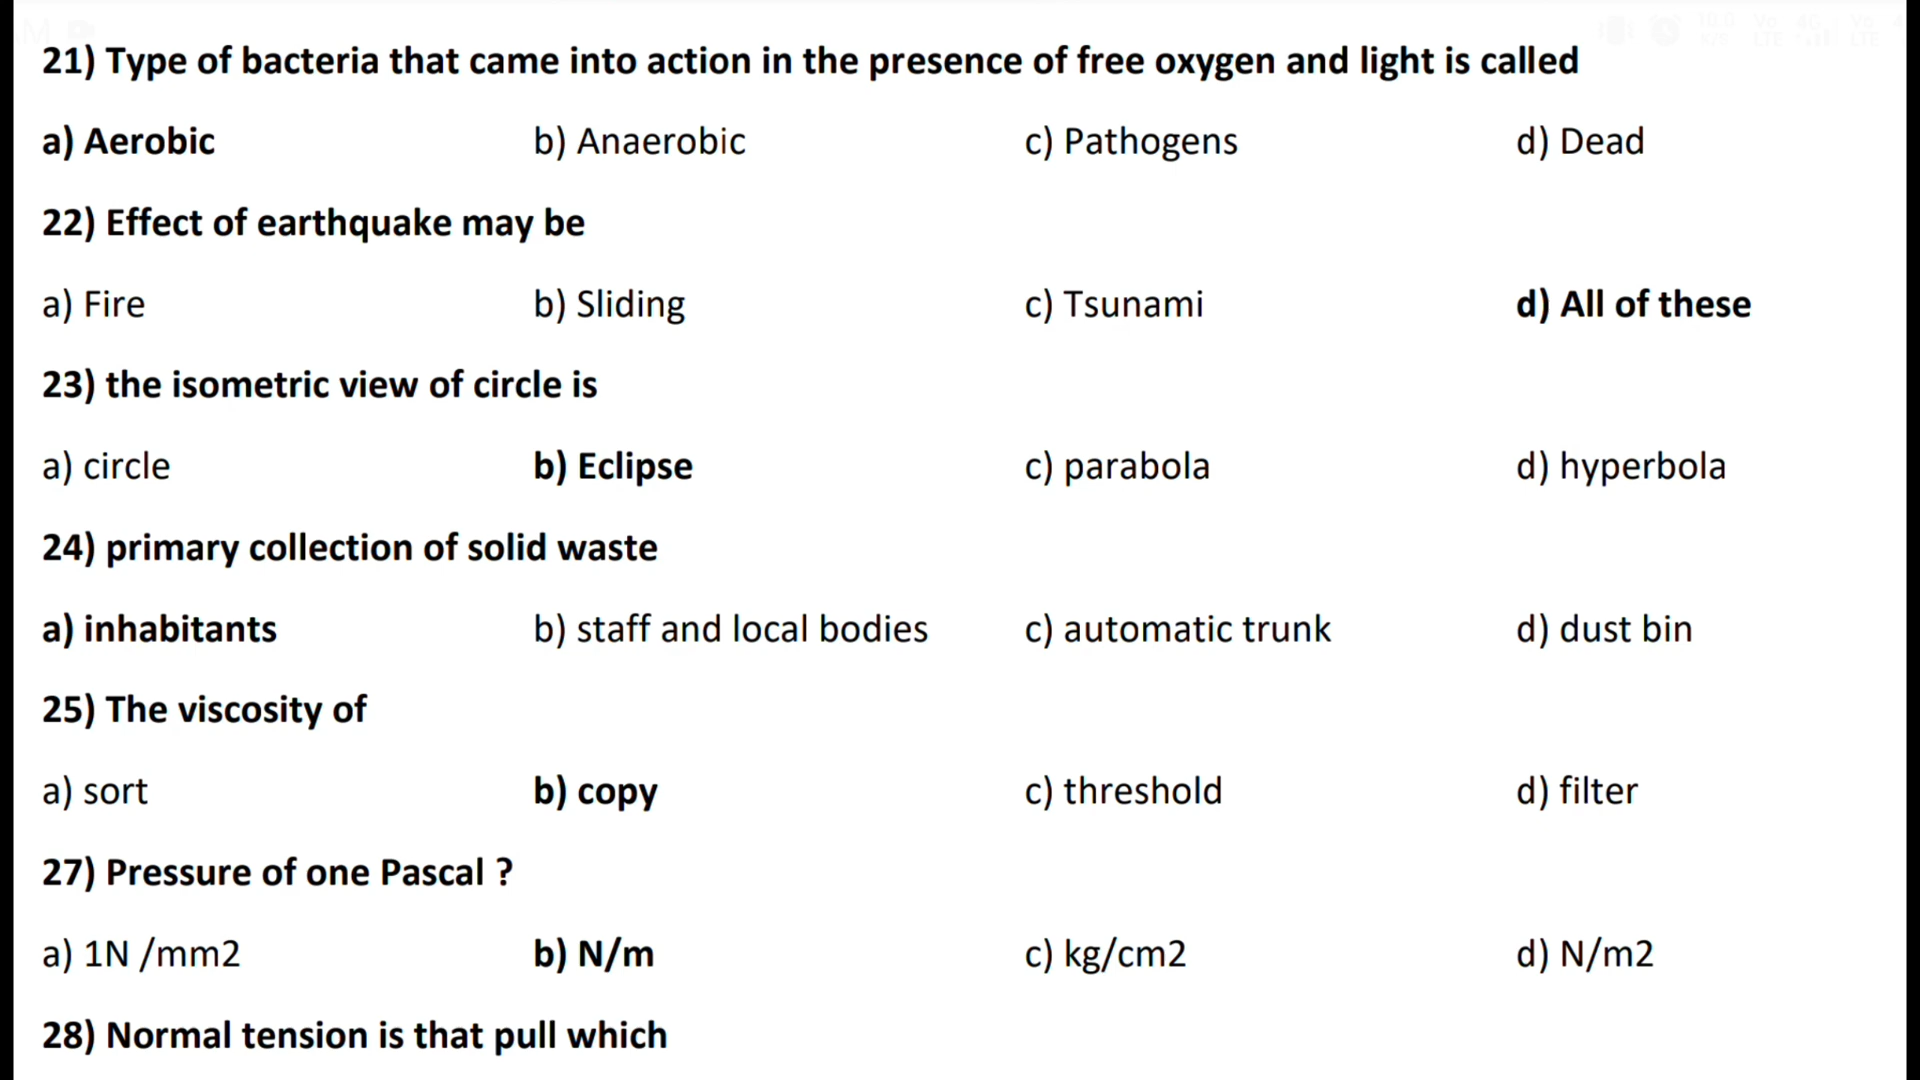 21) Type of bacteria that came into action in the presence of free oxygen and light is called
a) Aerobic b) Anaerobic c) Pathogens d) Dead
22) Effect of earthquake may be
a) Fire b) Sliding c) Tsunami d) All of these
23) the isometric view of circle is
a) circle b) Eclipse c) parabola d) hyperbola
24) primary collection of solid waste
a) inhabitants b) staff and local bodies c) automatic trunk d) dust bin
25) The viscosity of
a) sort b) copy c) threshold d) filter
27) Pressure of one Pascal ?
a) 1N /mm2 b) N/m c) kg/cm2 d) N/m2
28) Normal tension is that pull which